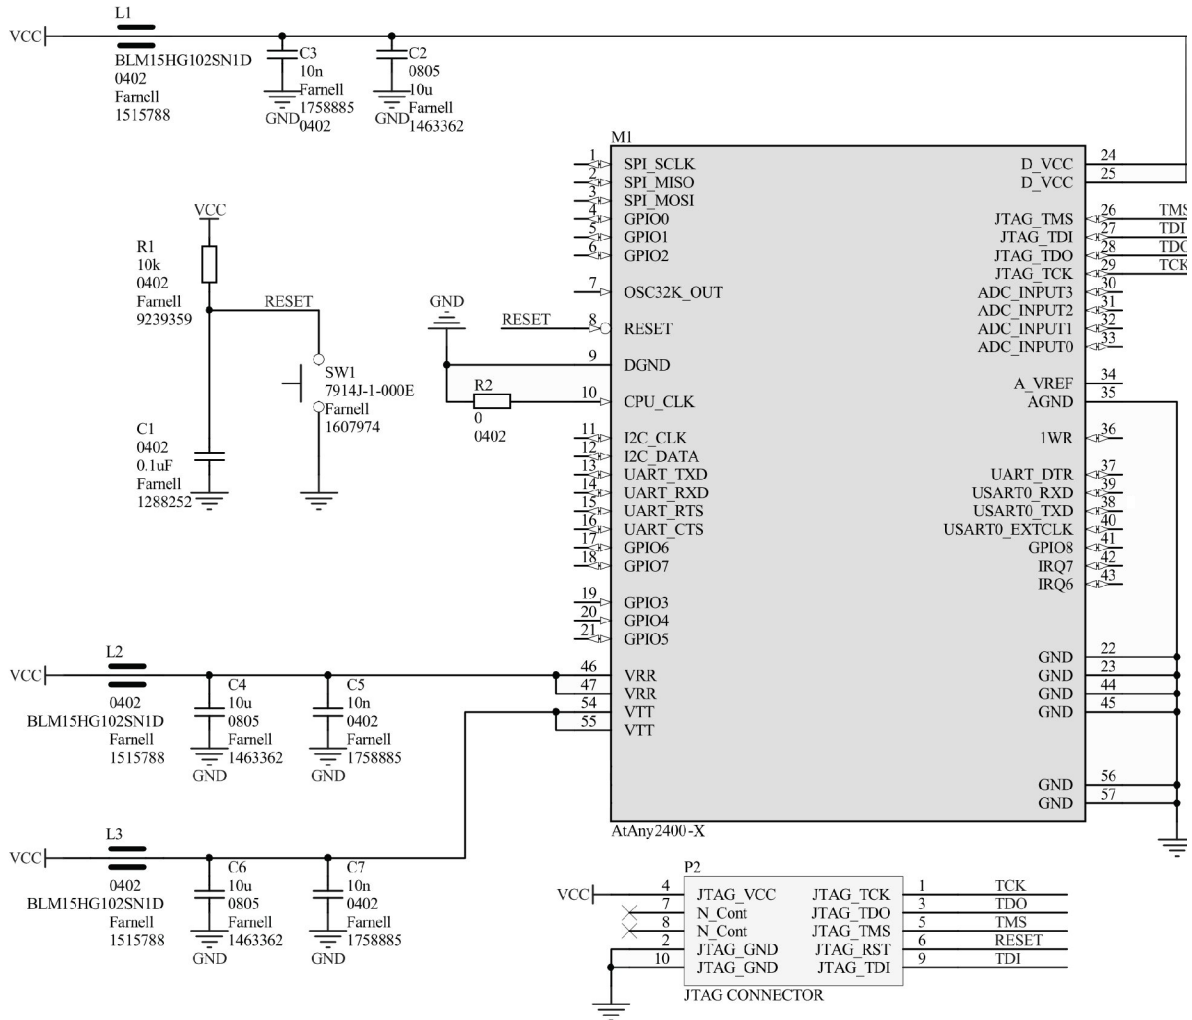 L1
VCC
BLM15HG102SN1D
0402
Farnell
1515788
C3
10n
Farnell
1758885
0402
GND
C2
0805
10u
Farnell
1463362
GND
VCC
R1
10k
0402
Farnell
9239359
RESET
SW1
7914J-1-000E
Farnell
1607974
C1
0402
0.1uF
Farnell
1288252
GND
RESET
R2
0
0402
M1
1 SPI_SCLK
2 SPI_MISO
3 SPI_MOSI
4 GPIO0
5 GPIO1
6 GPIO2
7 OSC32K_OUT
8 RESET
9 DGND
10 CPU_CLK
11 I2C_CLK
12 I2C_DATA
13 UART_TXD
14 UART_RXD
15 UART_RTS
16 UART_CTS
17 GPIO6
18 GPIO7
19 GPIO3
20 GPIO4
21 GPIO5
46 VRR
47 VRR
54 VTT
55 VTT
D_VCC 24
D_VCC 25
JTAG_TMS 26 TMS
JTAG_TDI 27 TDI
JTAG_TDO 28 TDO
JTAG_TCK 29 TCK
ADC_INPUT3 30
ADC_INPUT2 31
ADC_INPUT1 32
ADC_INPUT0 33
A_VREF 34
AGND 35
1WR 36
UART_DTR 37
USART0_RXD 39
USART0_TXD 38
USART0_EXTCLK 40
GPIO8 41
IRQ7 42
IRQ6 43
GND 22
GND 23
GND 44
GND 45
GND 56
GND 57
AtAny2400-X
L2
VCC
0402
BLM15HG102SN1D
Farnell
1515788
C4
10u
0805
Farnell
1463362
GND
C5
10n
0402
Farnell
1758885
GND
L3
VCC
0402
BLM15HG102SN1D
Farnell
1515788
C6
10u
0805
Farnell
1463362
GND
C7
10n
0402
Farnell
1758885
GND
P2
VCC 4 JTAG_VCC JTAG_TCK 1 TCK
7 N_Cont JTAG_TDO 3 TDO
8 N_Cont JTAG_TMS 5 TMS
2 JTAG_GND JTAG_RST 6 RESET
10 JTAG_GND JTAG_TDI 9 TDI
JTAG CONNECTOR